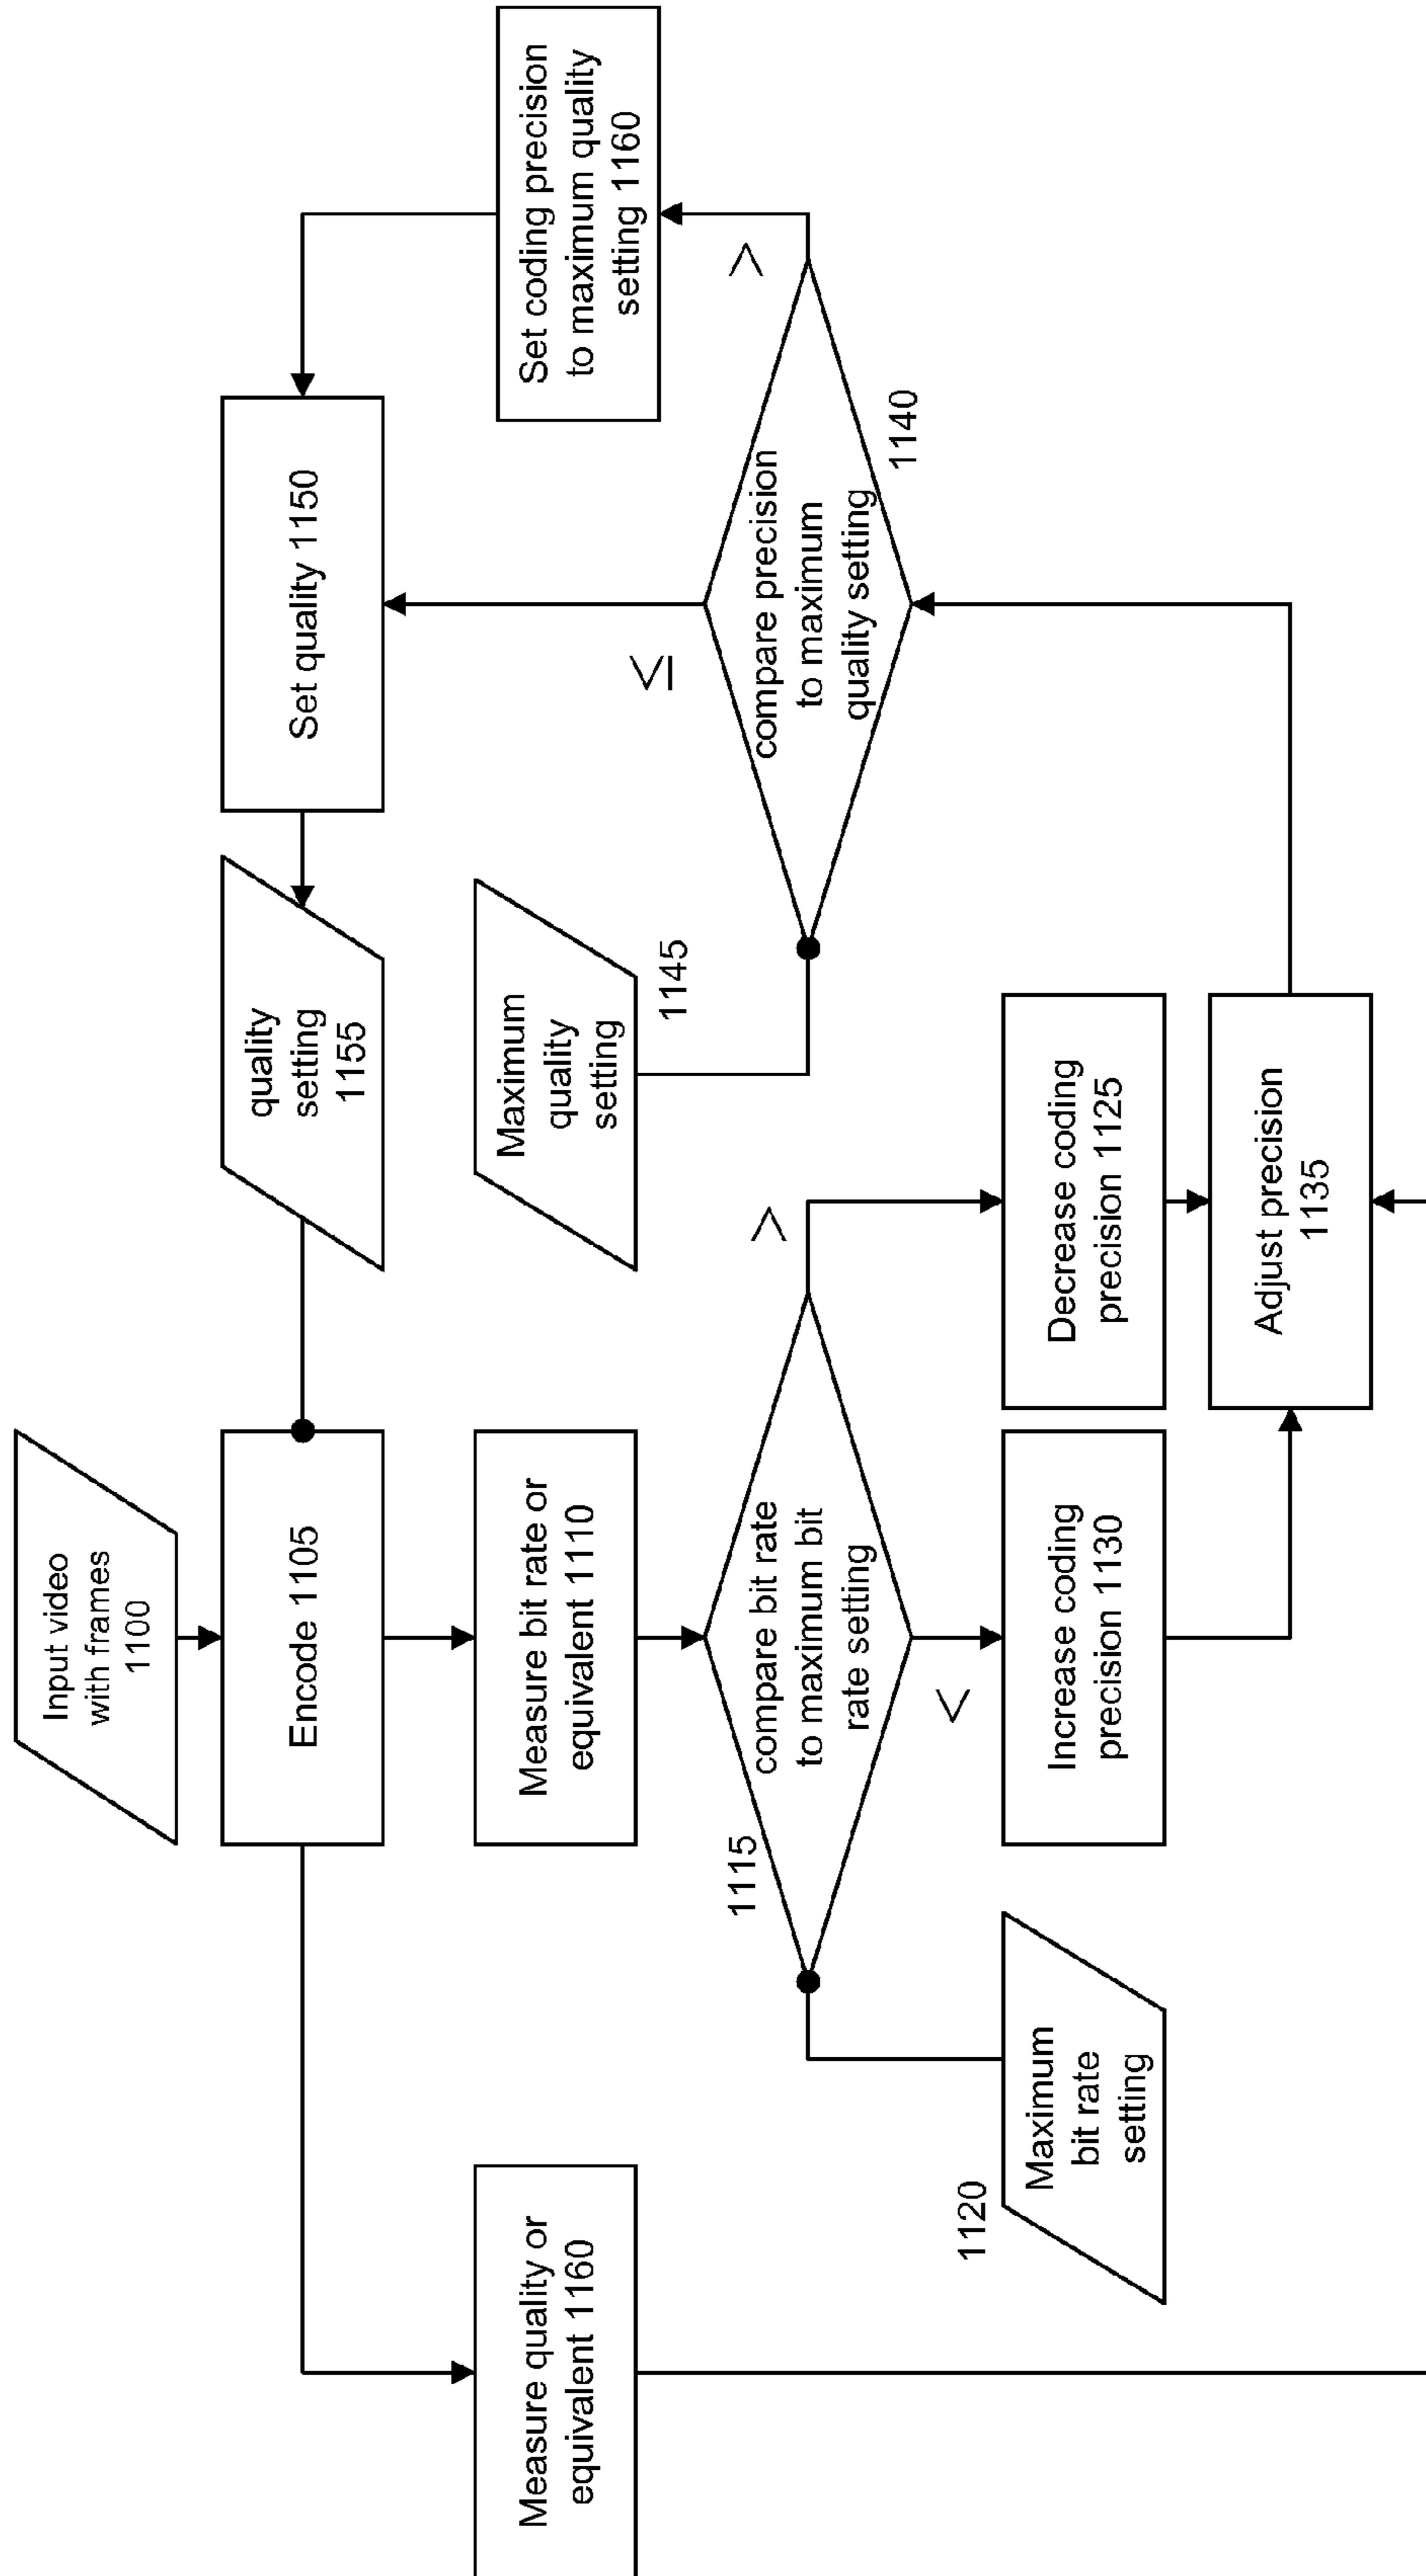 Input video
with frames
1100
Encode 1105
quality
setting
1155
Set quality 1150
Measure quality or
equivalent 1160
Measure bit rate or
equivalent 1110
Maximum
quality
setting
1145
Set coding precision
to maximum quality
setting 1160
≤
>
1115
compare bit rate
to maximum bit
rate setting
>
<
compare precision
to maximum
quality setting
1140
1120
Maximum
bit rate
setting
Increase coding
precision 1130
Decrease coding
precision 1125
Adjust precision
1135